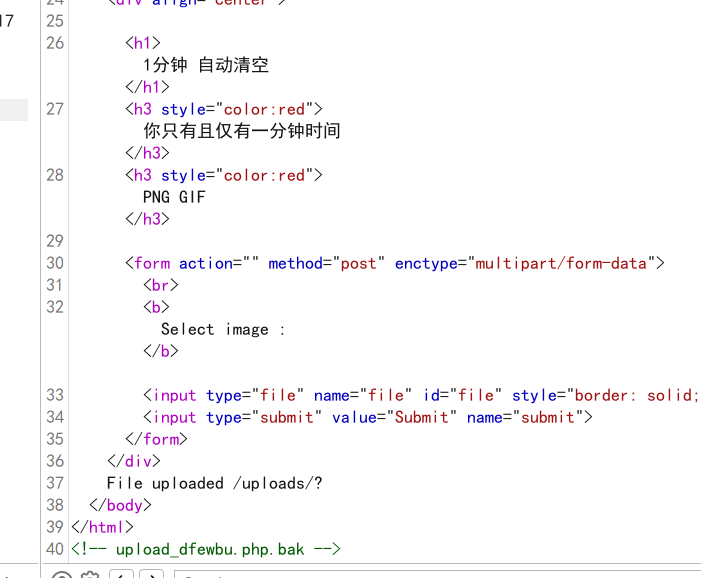 24 <div align="center">
17
25
26 <h1>
1分钟 自动清空
</h1>
27 <h3 style="color:red">
你只有且仅有一分钟时间
</h3>
28 <h3 style="color:red">
PNG GIF
</h3>
29
30 <form action="" method="post" enctype="multipart/form-data">
31 <br>
32 <b>
Select image :
</b>
33 <input type="file" name="file" id="file" style="border: solid;
34 <input type="submit" value="Submit" name="submit">
35 </form>
36 </div>
37 File uploaded /uploads/?
38 </body>
39 </html>
40 <!-- upload_dfewbu.php.bak -->